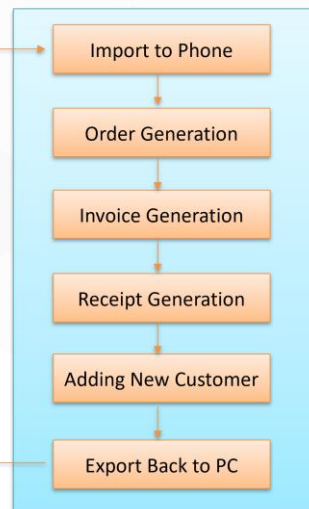 Import to Phone
Order Generation
Invoice Generation
Receipt Generation
Adding New Customer
Export Back to PC